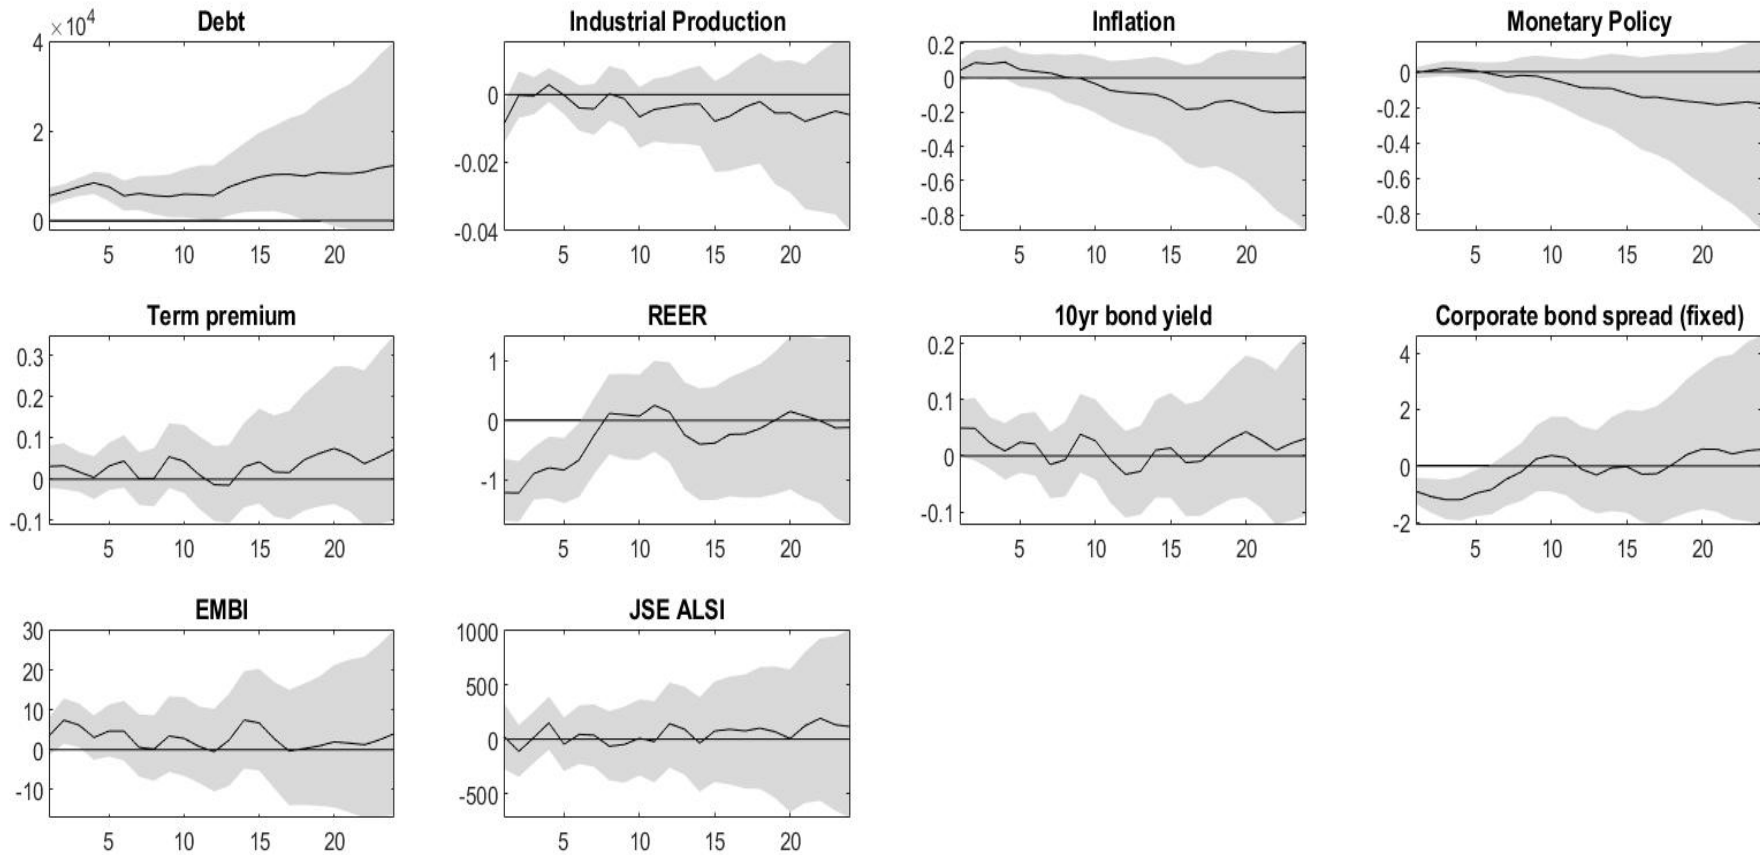 Debt
×10⁴
4
2
0
5 10 15 20
Industrial Production
0
-0.02
-0.04
5 10 15 20
Inflation
0.2
0
-0.2
-0.4
-0.6
-0.8
5 10 15 20
Monetary Policy
0
-0.2
-0.4
-0.6
-0.8
5 10 15 20
Term premium
0.3
0.2
0.1
0
-0.1
5 10 15 20
REER
1
0
-1
5 10 15 20
10yr bond yield
0.2
0.1
0
-0.1
5 10 15 20
Corporate bond spread (fixed)
4
2
0
-2
5 10 15 20
EMBI
30
20
10
0
-10
5 10 15 20
JSE ALSI
1000
500
0
-500
5 10 15 20